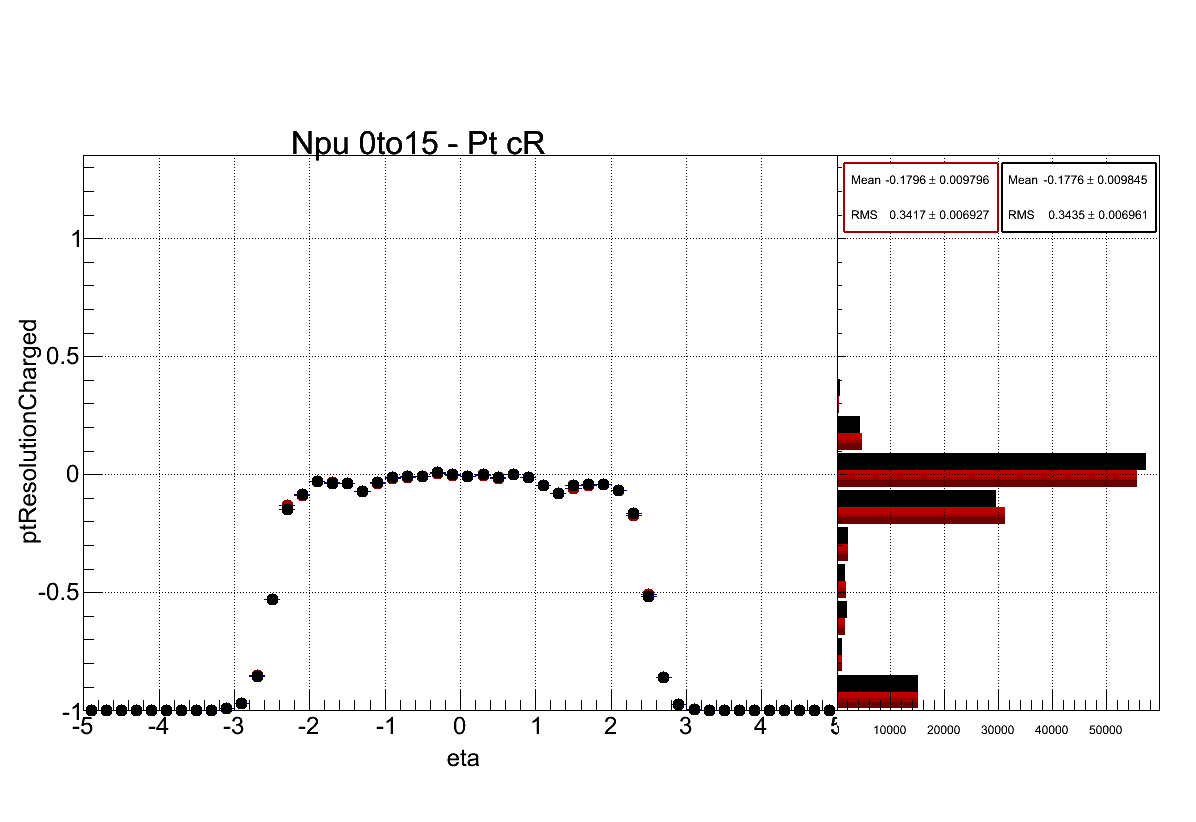 Npu 0to15 - Pt cR
Mean -0.1796 ± 0.009796
RMS 0.3417 ± 0.006927
Mean -0.1776 ± 0.009845
RMS 0.3435 ± 0.006961
ptResolutionCharged
1
0.5
0
-0.5
-1
-5 -4 -3 -2 -1 0 1 2 3 4
10000 20000 30000 40000 50000
eta